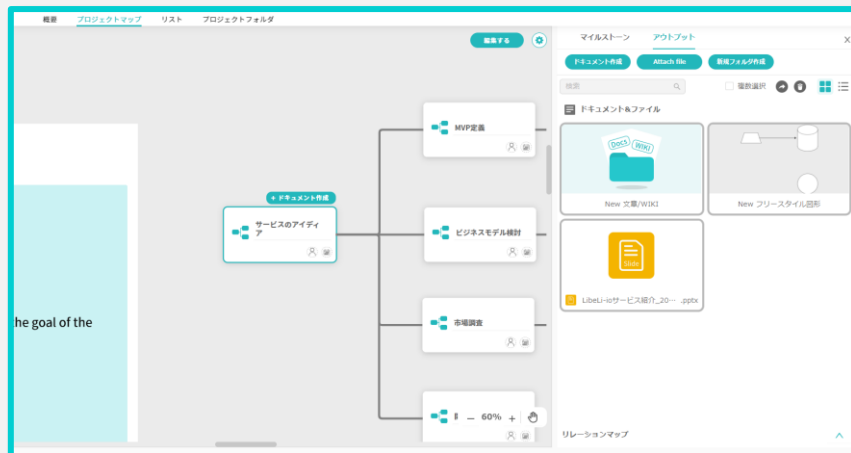 概要 プロジェクトマップ リスト プロジェクトフォルダ
編集する
マイルストーン アウトプット ×
ドキュメント作成 Attach file 新規フォルダ作成
検索 複数選択
ドキュメント&ファイル
MVP定義
Docs WIKI
New 文章/WIKI New フリースタイル図形
+ ドキュメント作成
サービスのアイディ
ア
ビジネスモデル検討
Slide
LibeLi-ioサービス紹介_20… .pptx
he goal of the
市場調査
− 60% +
リレーションマップ